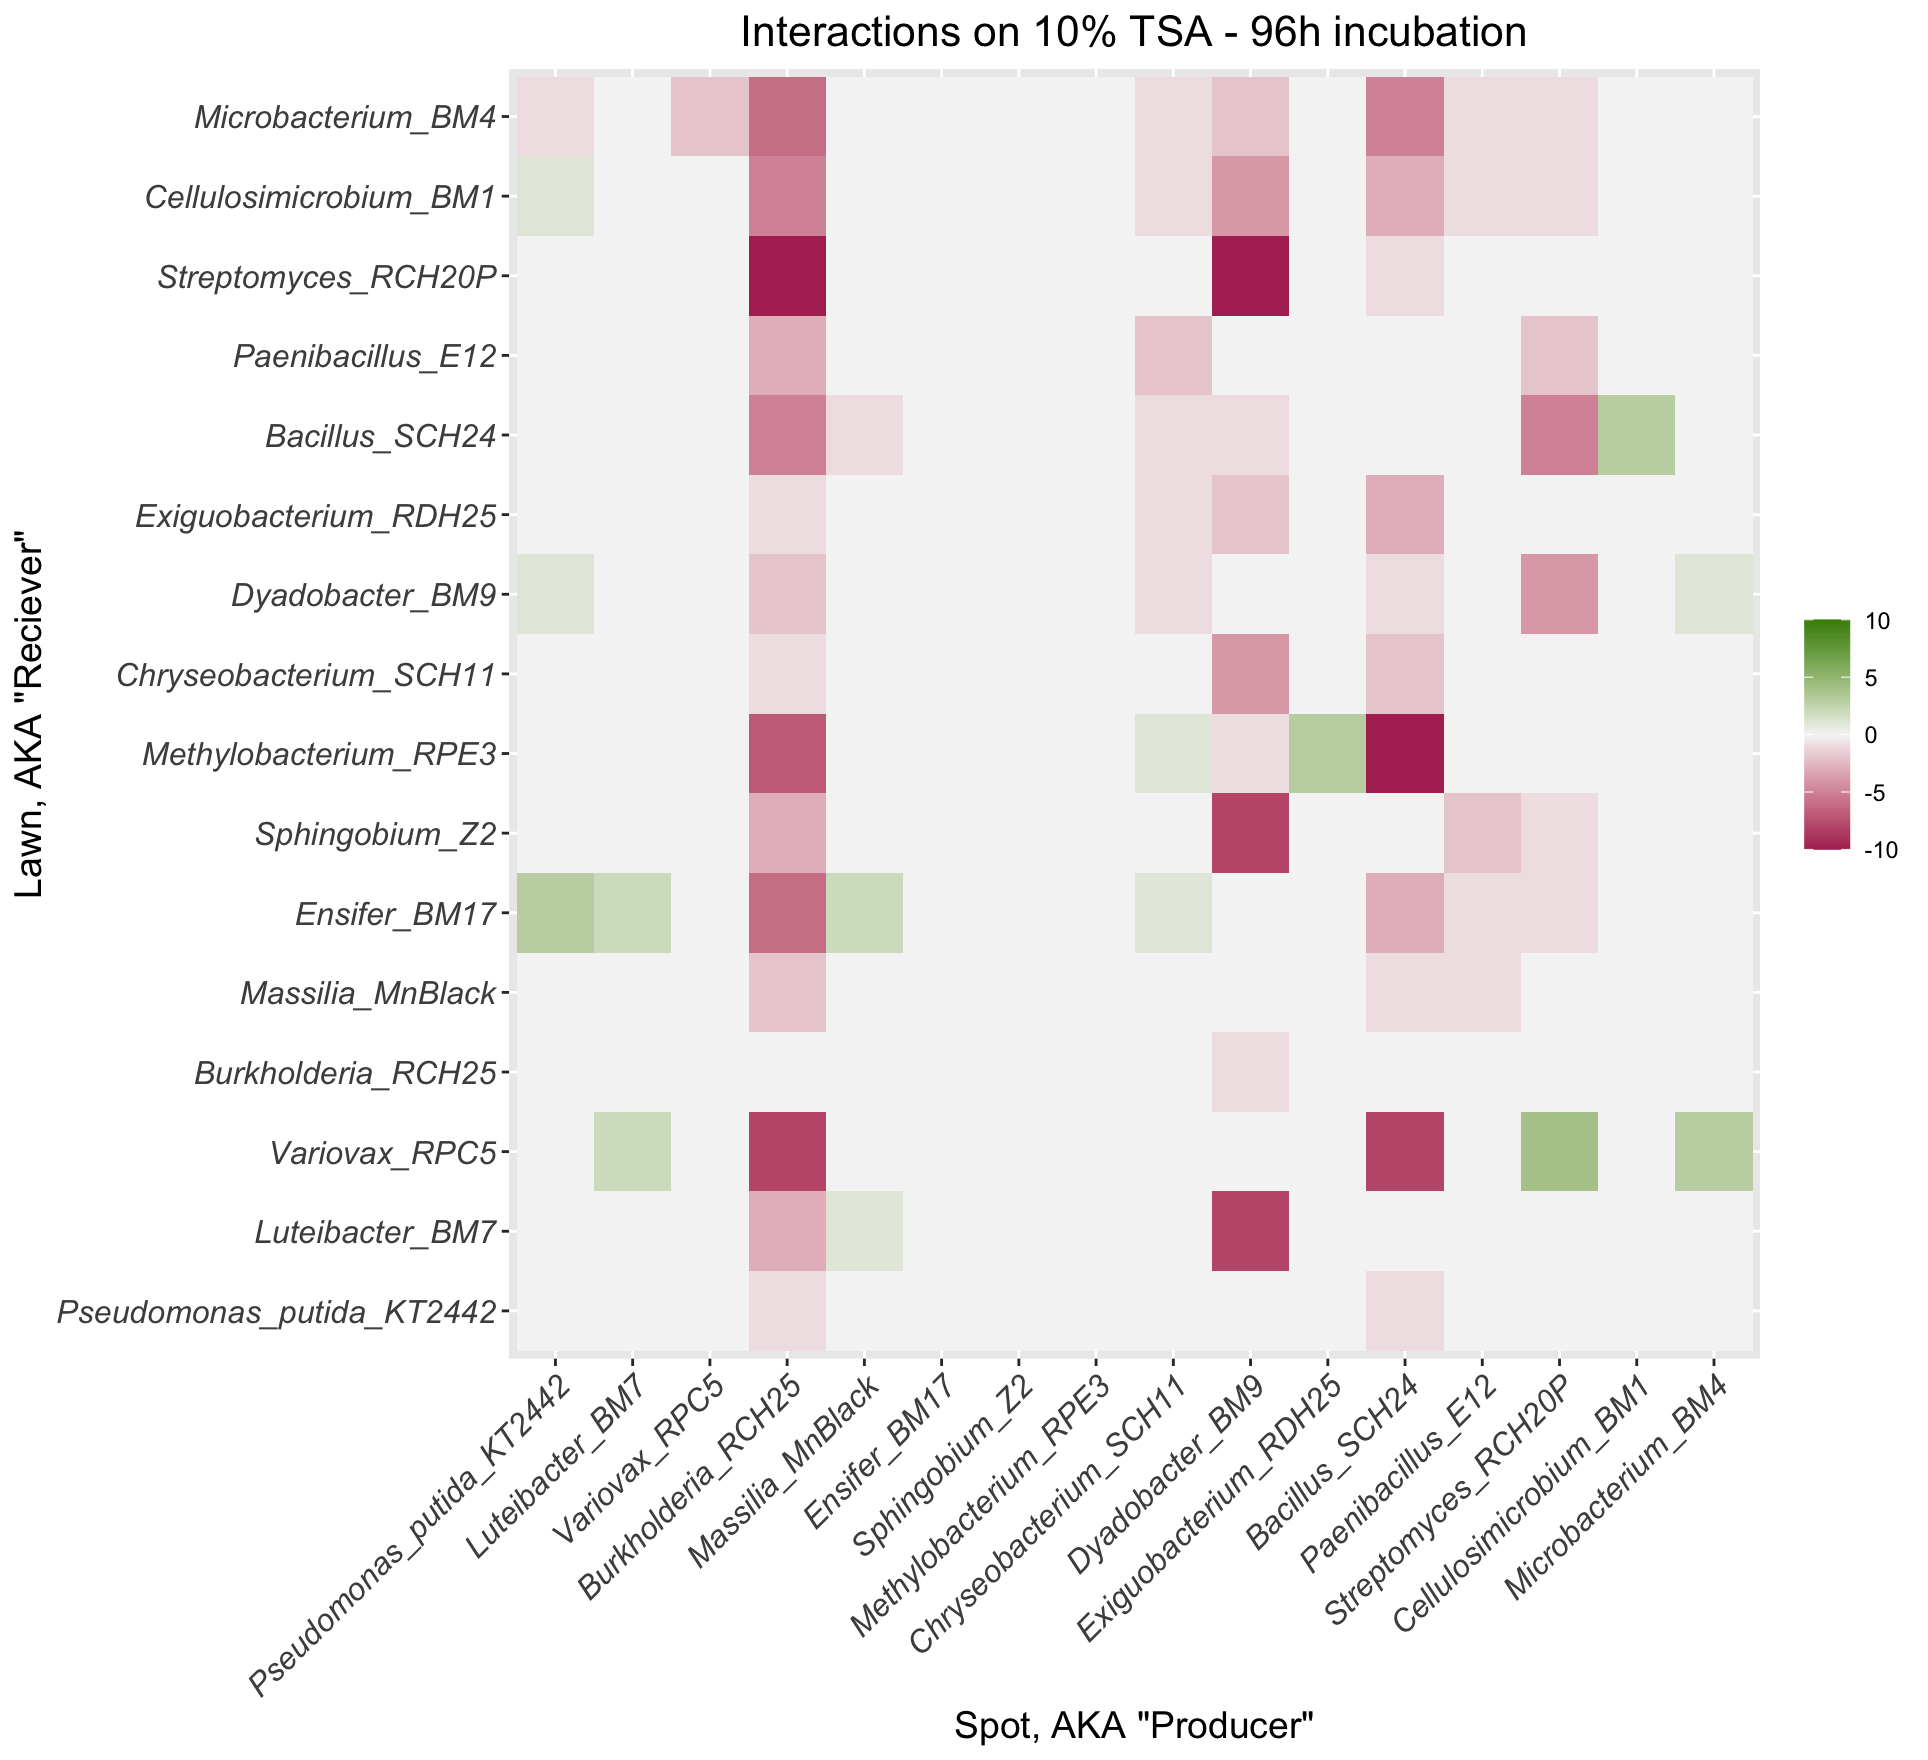 Interactions on 10% TSA - 96h incubation
Lawn, AKA "Reciever"
Microbacterium_BM4
Cellulosimicrobium_BM1
Streptomyces_RCH20P
Paenibacillus_E12
Bacillus_SCH24
Exiguobacterium_RDH25
Dyadobacter_BM9
Chryseobacterium_SCH11
Methylobacterium_RPE3
Sphingobium_Z2
Ensifer_BM17
Massilia_MnBlack
Burkholderia_RCH25
Variovax_RPC5
Luteibacter_BM7
Pseudomonas_putida_KT2442
10
5
0
-5
-10
Pseudomonas_putida_KT2442
Luteibacter_BM7
Variovax_RPC5
Burkholderia_RCH25
Massilia_MnBlack
Ensifer_BM17
Sphingobium_Z2
Methylobacterium_RPE3
Chryseobacterium_SCH11
Dyadobacter_BM9
Exiguobacterium_RDH25
Bacillus_SCH24
Paenibacillus_E12
Streptomyces_RCH20P
Cellulosimicrobium_BM1
Microbacterium_BM4
Spot, AKA "Producer"